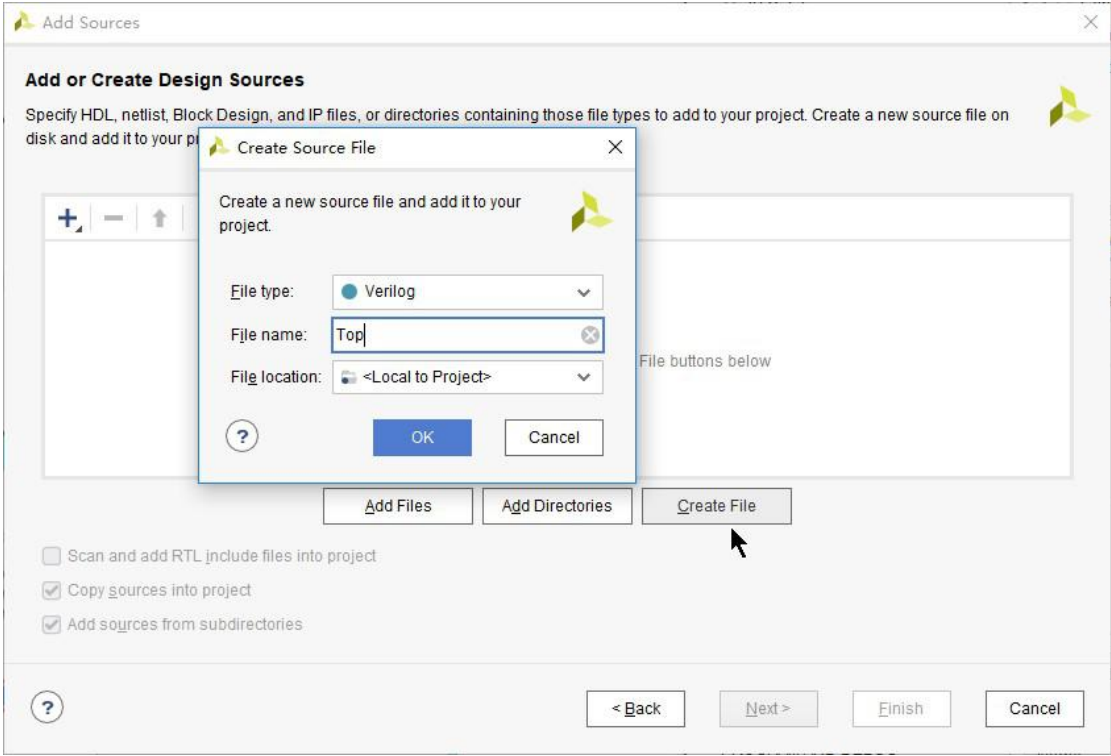 Add Sources
Add or Create Design Sources
Specify HDL, netlist, Block Design, and IP files, or directories containing those file types to add to your project. Create a new source file on
disk and add it to your
Create Source File
Create a new source file and add it to your
project.
File type:
Verilog
File name:
Top
File location:
<Local to Project>
? OK Cancel
File buttons below
Add Files Add Directories Create File
Scan and add RTL include files into project
Copy sources into project
Add sources from subdirectories
? < Back Next > Finish Cancel